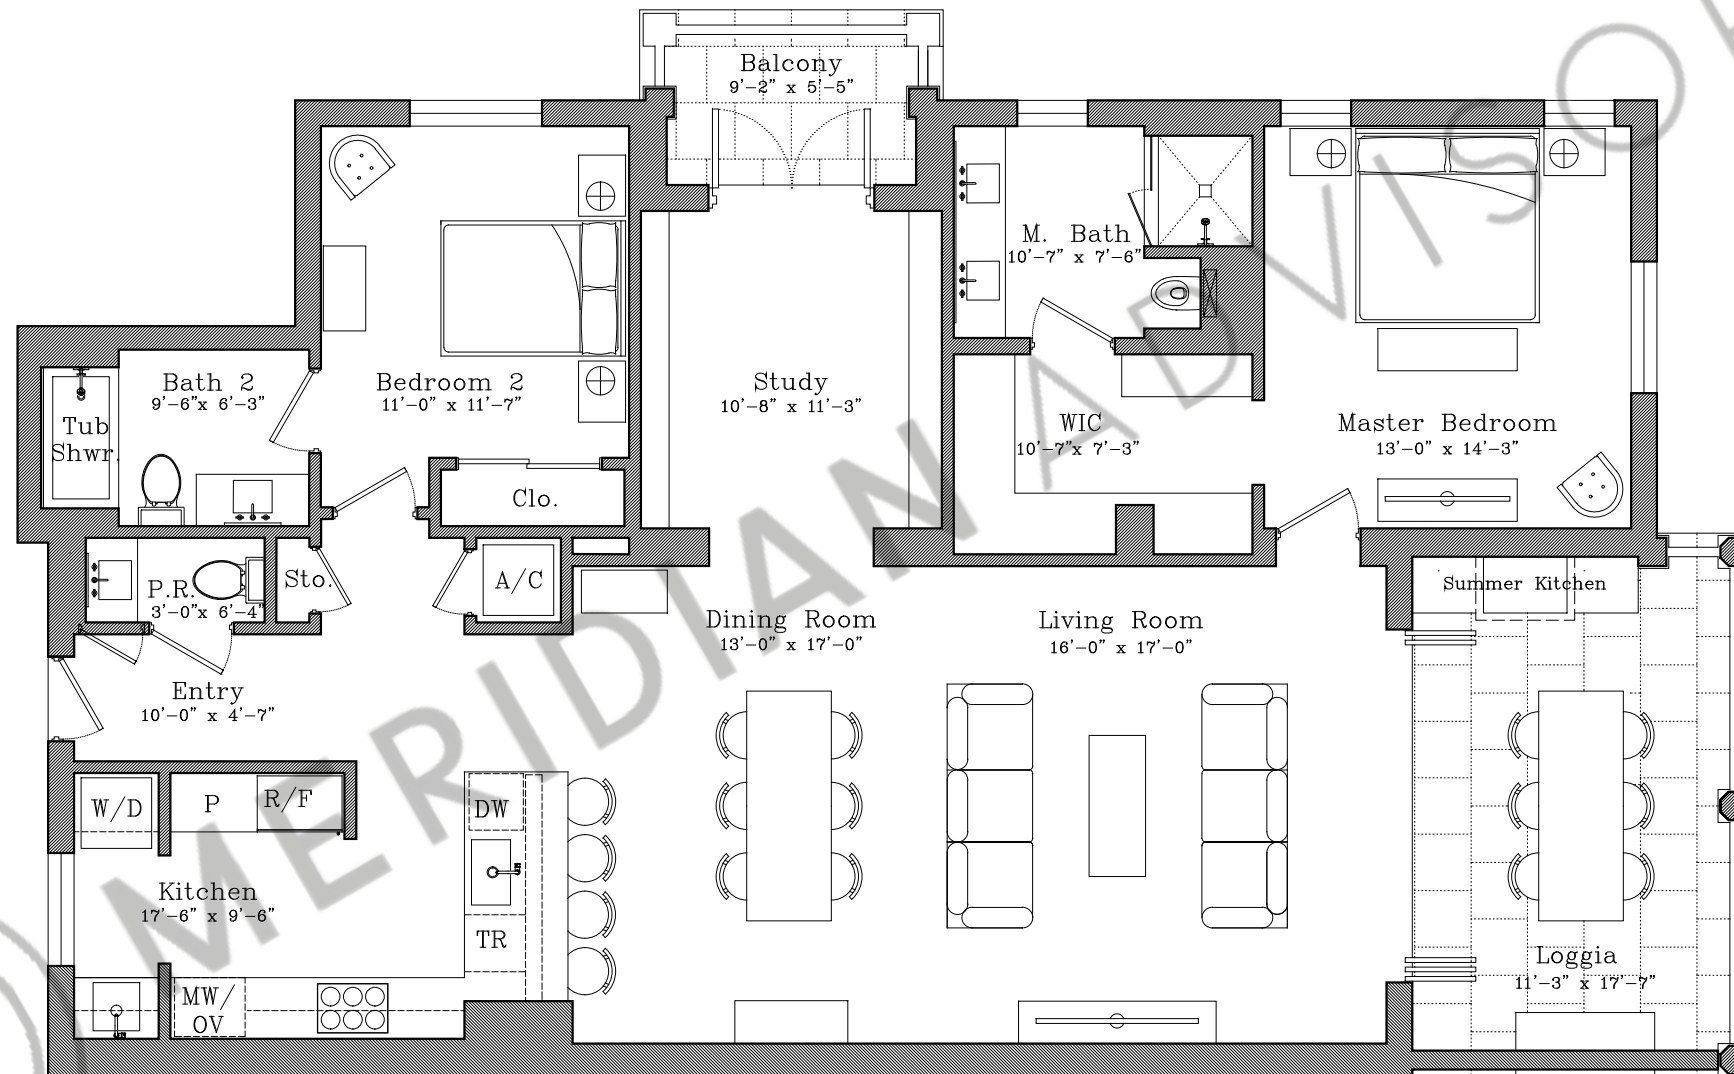 Balcony
9'-2" x 5'-5"
M. Bath
10'-7" x 7'-6"
Bath 2
9'-6"x 6'-3"
Bedroom 2
11'-0" x 11'-7"
Study
10'-8" x 11'-3"
Tub
Shwr.
WIC
10'-7"x 7'-3"
Master Bedroom
13'-0" x 14'-3"
Clo.
P.R.
3'-0"x 6'-4"
Sto.
A/C
Summer Kitchen
Dining Room
13'-0" x 17'-0"
Living Room
16'-0" x 17'-0"
Entry
10'-0" x 4'-7"
W/D
P
R/F
DW
Kitchen
17'-6" x 9'-6"
TR
MW/
OV
Loggia
11'-3" x 17'-7"
MERIDIAN ADVISOR